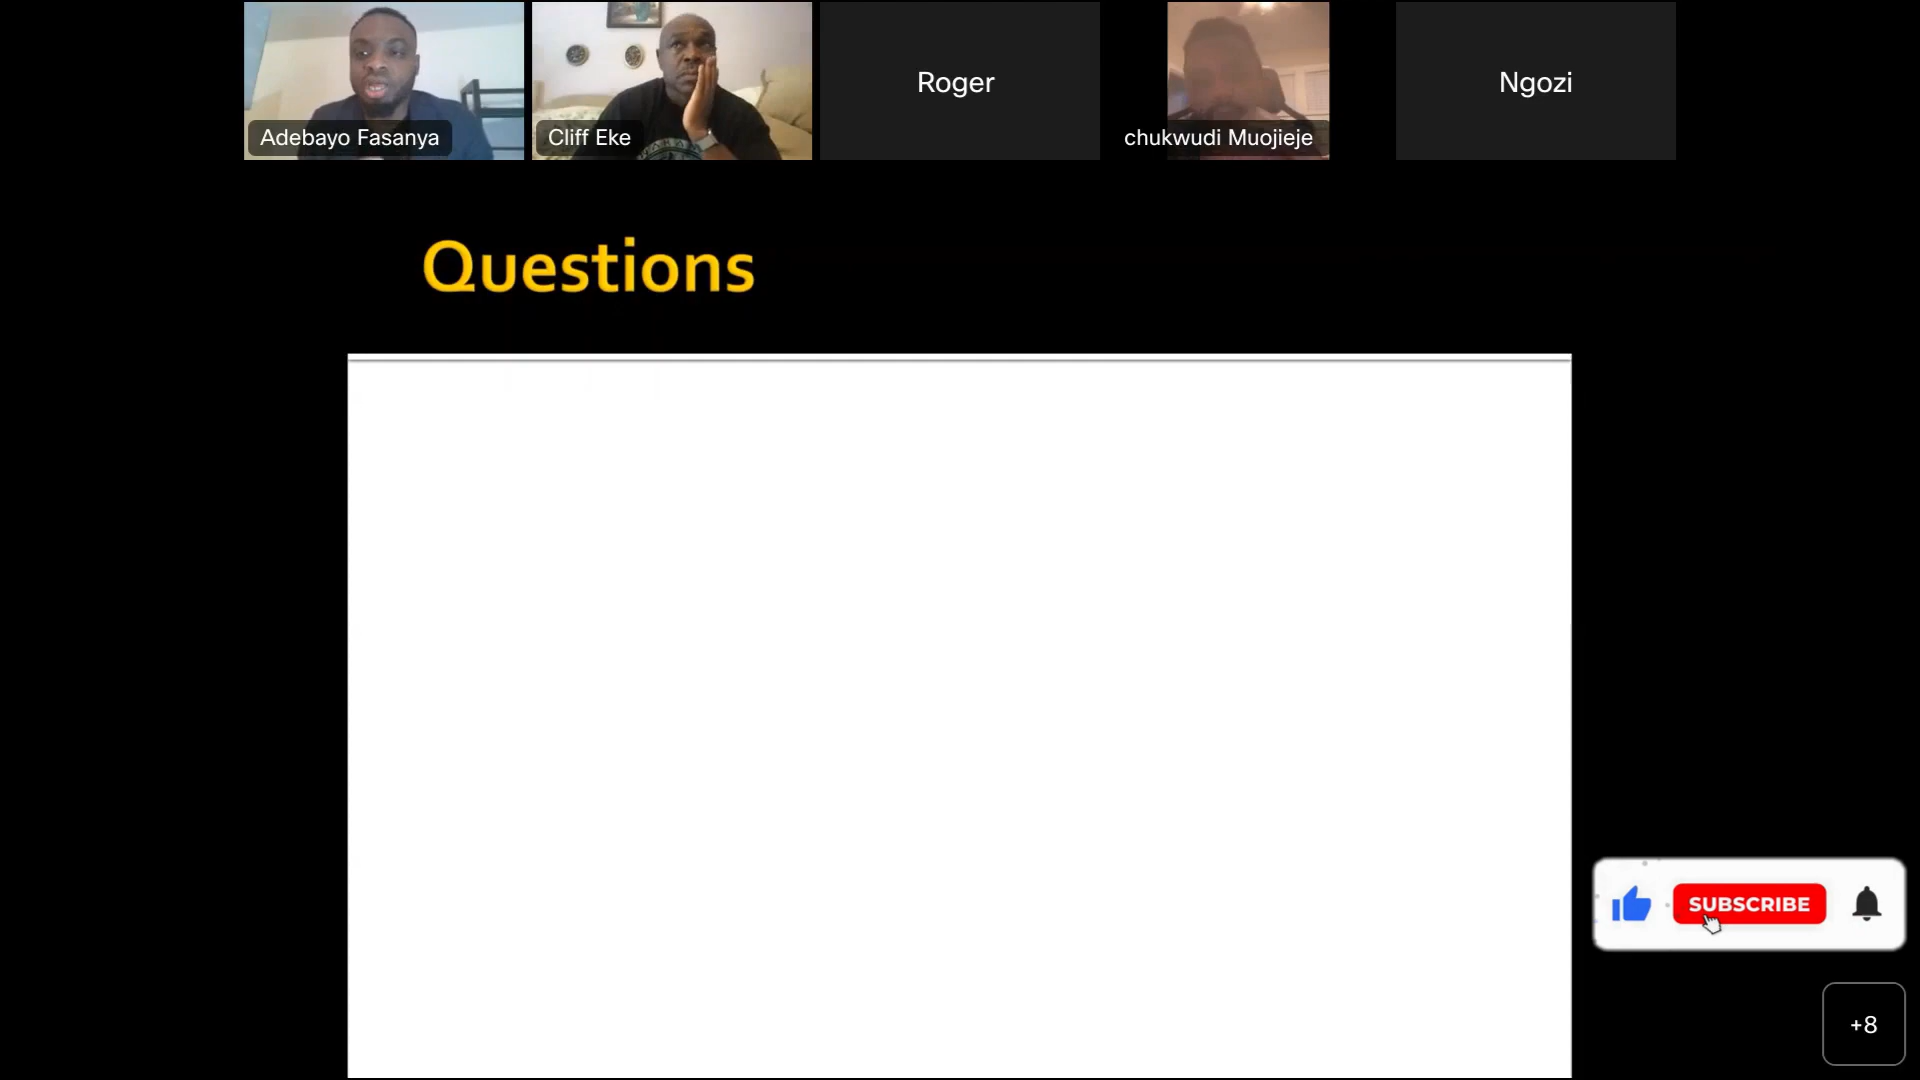 Adebayo Fasanya
Cliff Eke
Roger
chukwudi Muojieje
Ngozi
Questions
SUBSCRIBE
+8